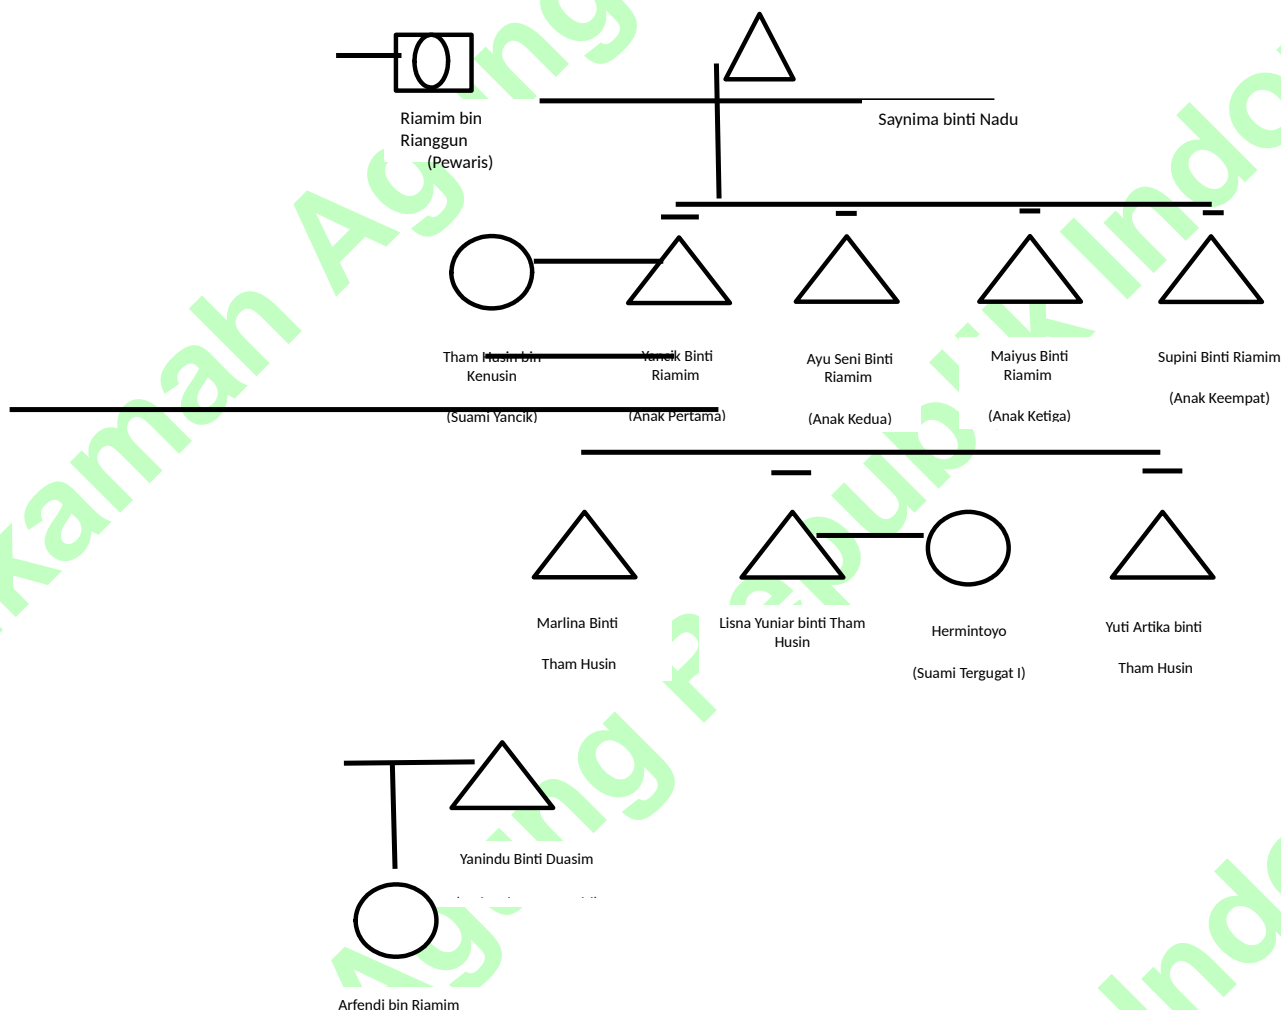 Riamim bin
Rianggun
(Pewaris)
Saynima binti Nadu
Tham Husin bin
Kenusin
(Suami Yancik)
Yancik Binti
Riamim
(Anak Pertama)
Ayu Seni Binti
Riamim
(Anak Kedua)
Maiyus Binti
Riamim
(Anak Ketiga)
Supini Binti Riamim
(Anak Keempat)
Marlina Binti
Tham Husin
Lisna Yuniar binti Tham
Husin
Hermintoyo
(Suami Tergugat I)
Yuti Artika binti
Tham Husin
Yanindu Binti Duasim
Arfendi bin Riamim